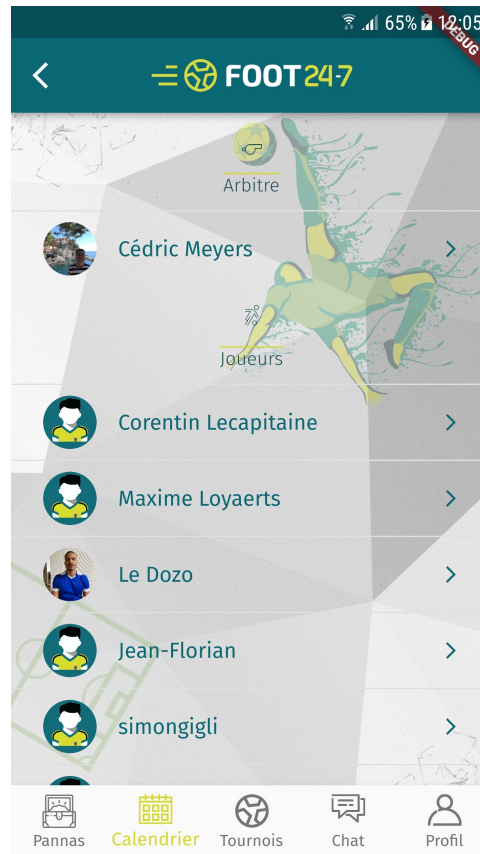 65% 12:05
DEBUG
FOOT24-7
Arbitre
Cédric Meyers
Joueurs
Corentin Lecapitaine
Maxime Loyaerts
Le Dozo
Jean-Florian
simongigli
Pannas Calendrier Tournois Chat Profil